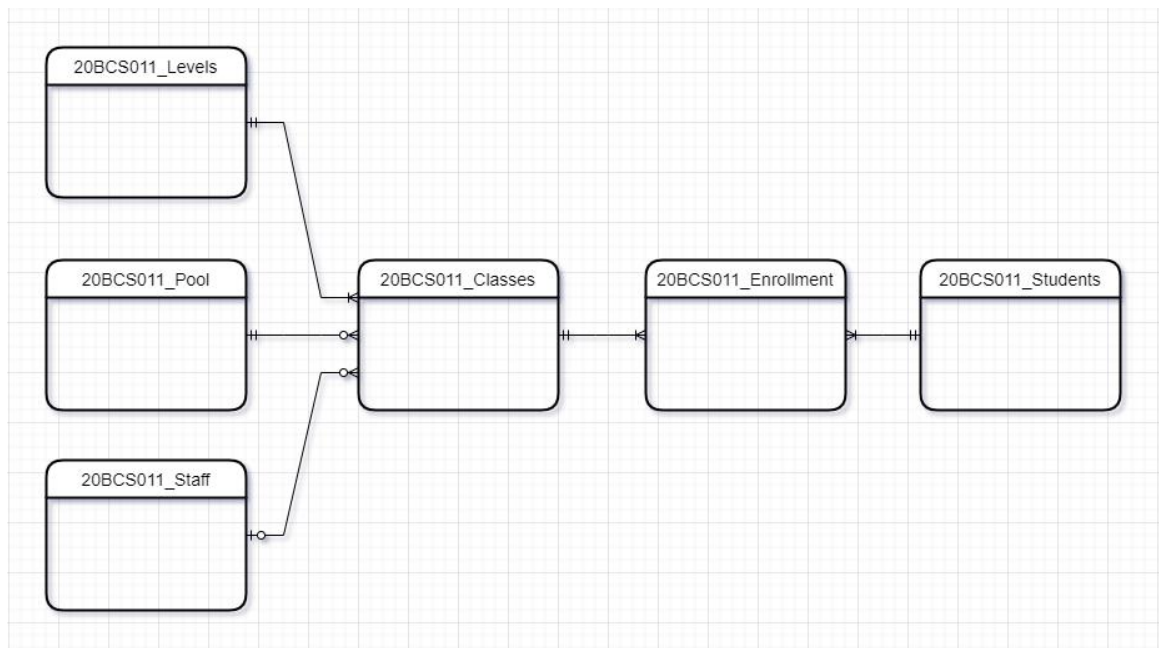 20BCS011_Levels
20BCS011_Pool
20BCS011_Classes
20BCS011_Enrollment
20BCS011_Students
20BCS011_Staff